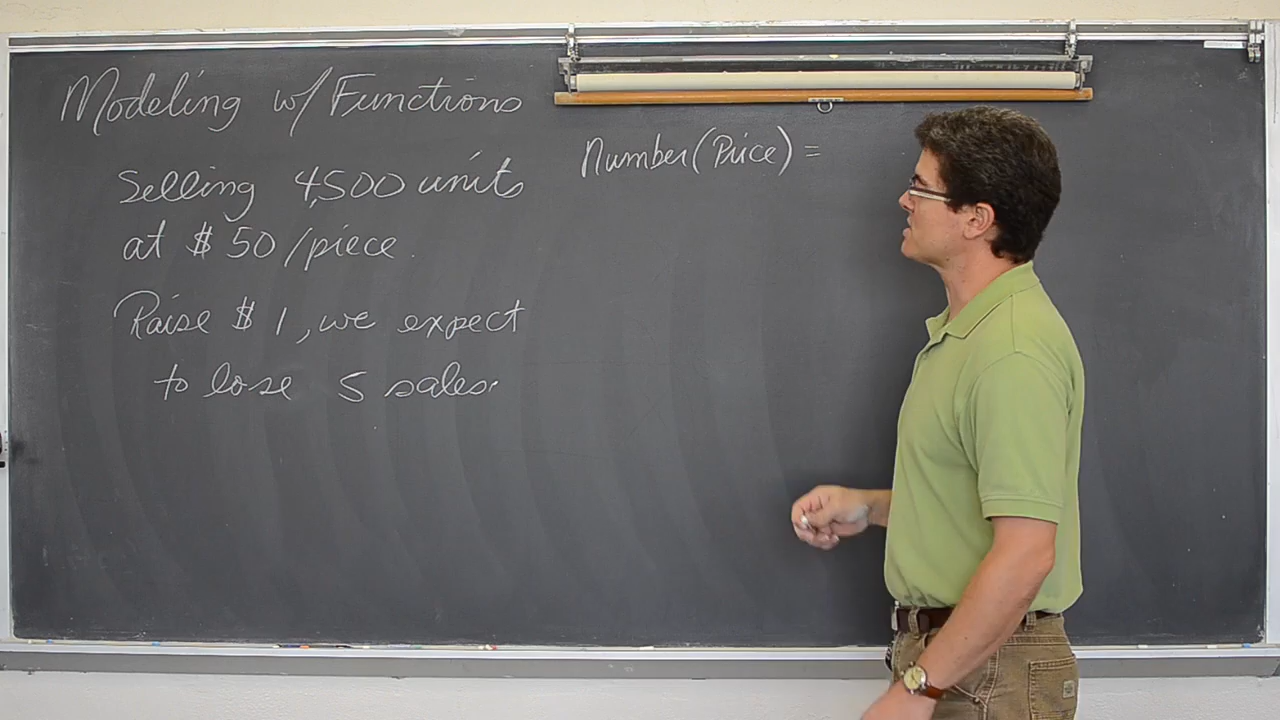 Modeling w/ Functions
Selling 4,500 units
at $50/piece.
Raise $1, we expect
to lose 5 sales.
Number(Price) =